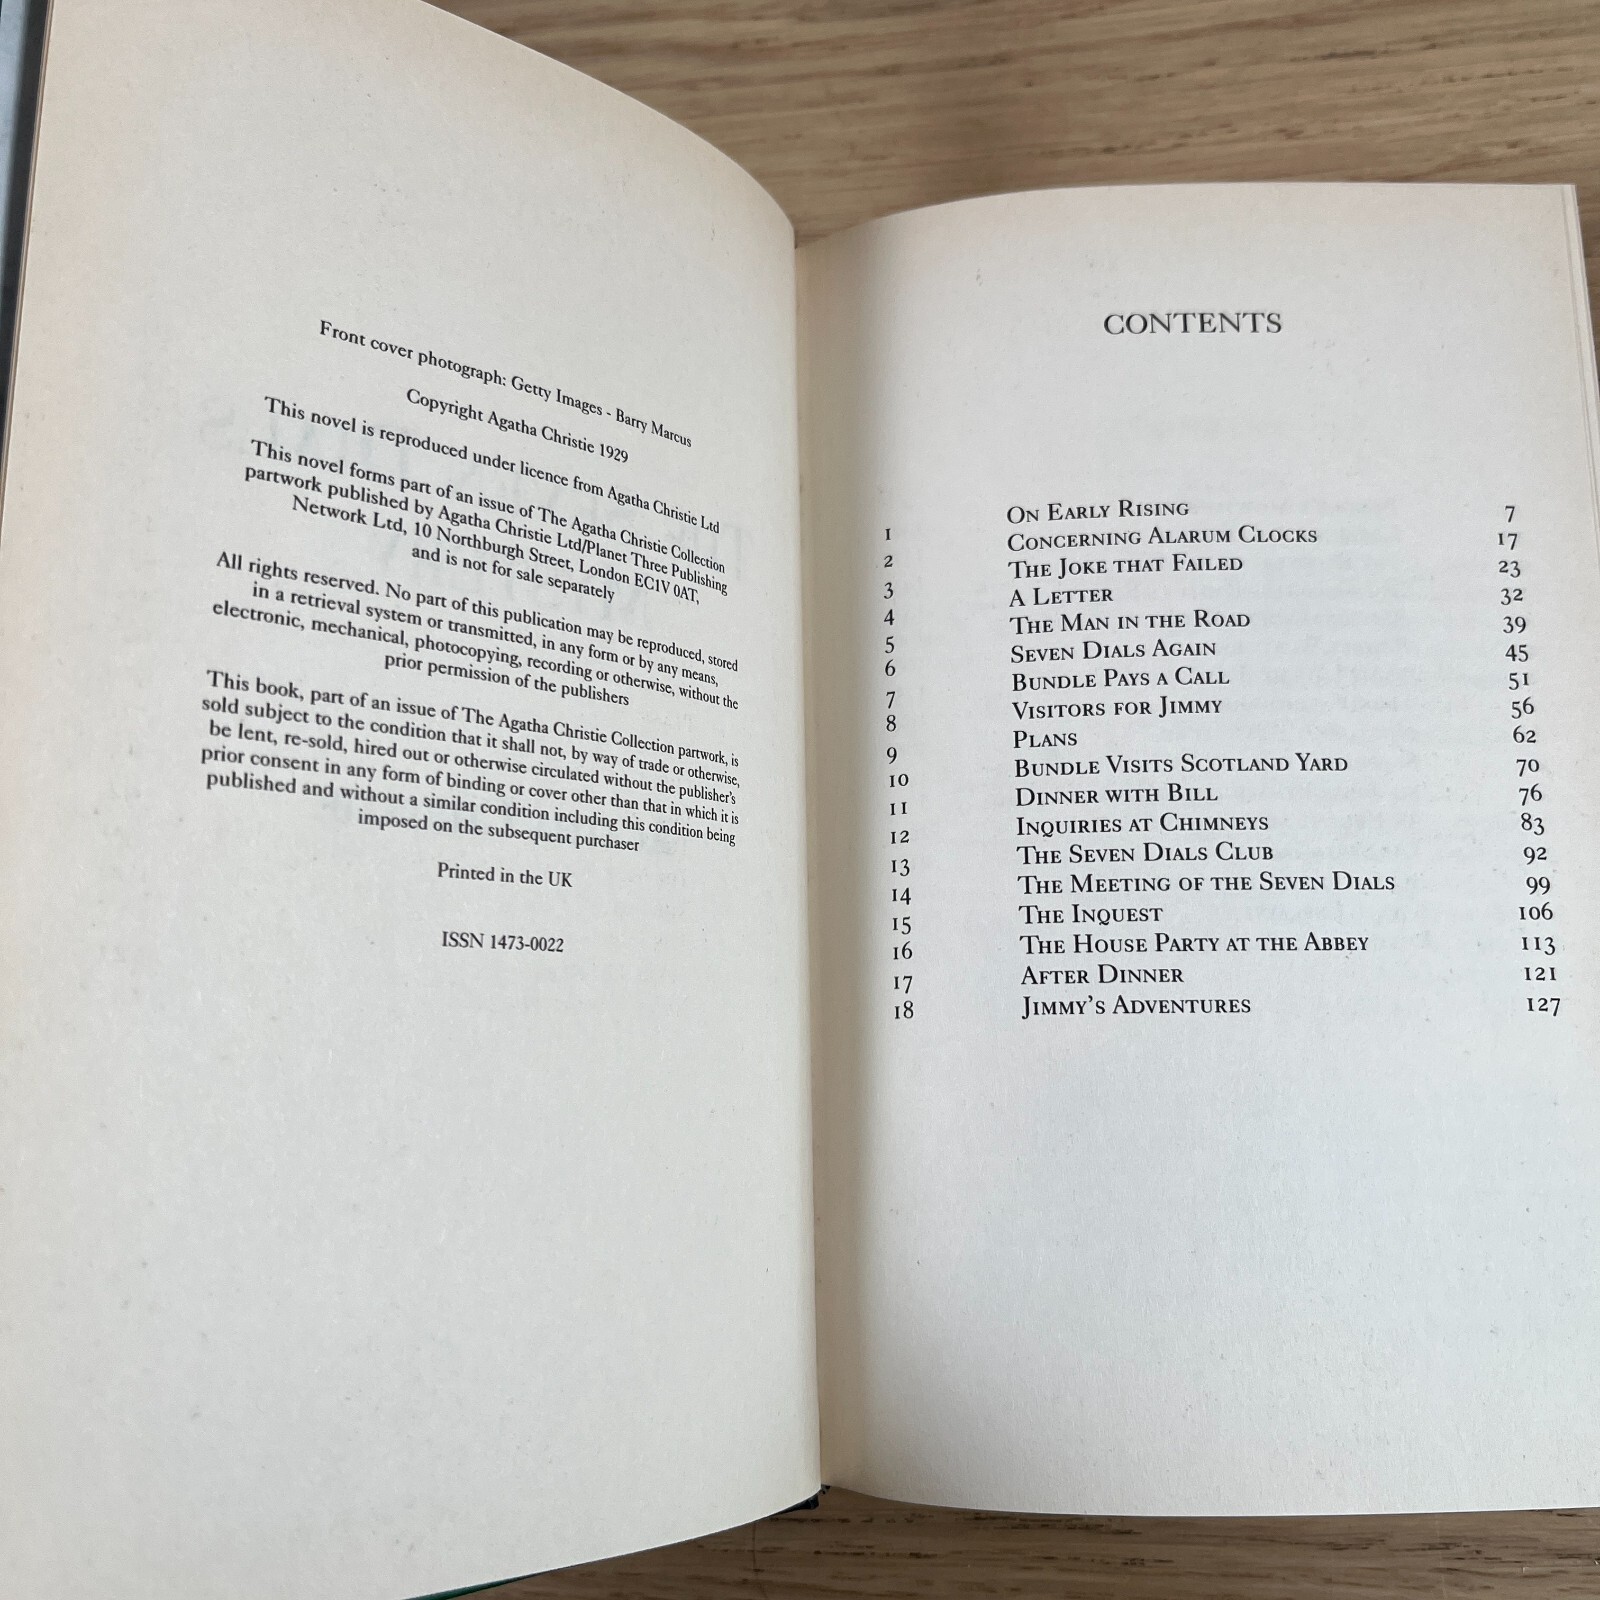 Front cover photograph: Getty Images - Barry Marcus
Copyright Agatha Christie 1929
This novel is reproduced under licence from Agatha Christie Ltd
This novel forms part of an issue of The Agatha Christie Collection
partwork published by Agatha Christie Ltd/Planet Three Publishing
Network Ltd, 10 Northburgh Street, London EC1V 0AT,
and is not for sale separately
All rights reserved. No part of this publication may be reproduced, stored
in a retrieval system or transmitted, in any form or by any means,
electronic, mechanical, photocopying, recording or otherwise, without the
prior permission of the publishers
This book, part of an issue of The Agatha Christie Collection partwork, is
sold subject to the condition that it shall not, by way of trade or otherwise,
be lent, re-sold, hired out or otherwise circulated without the publisher's
prior consent in any form of binding or cover other than that in which it is
published and without a similar condition including this condition being
imposed on the subsequent purchaser
Printed in the UK
ISSN 1473-0022
CONTENTS
1 On Early Rising 7
2 Concerning Alarum Clocks 17
3 The Joke that Failed 23
4 A Letter 32
5 The Man in the Road 39
6 Seven Dials Again 45
7 Bundle Pays a Call 51
8 Visitors for Jimmy 56
9 Plans 62
10 Bundle Visits Scotland Yard 70
11 Dinner with Bill 76
12 Inquiries at Chimneys 83
13 The Seven Dials Club 92
14 The Meeting of the Seven Dials 99
15 The Inquest 106
16 The House Party at the Abbey 113
17 After Dinner 121
18 Jimmy's Adventures 127